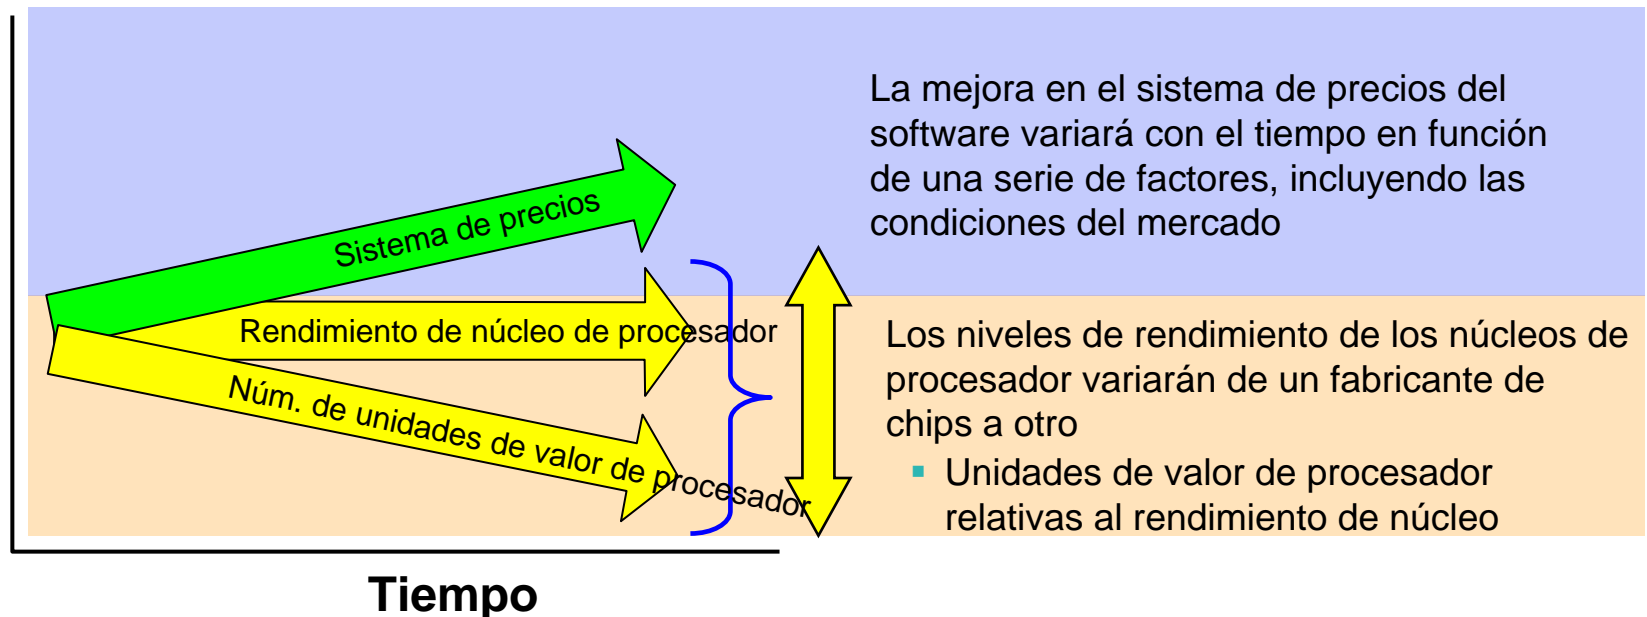 La mejora en el sistema de precios del
software variará con el tiempo en función
de una serie de factores, incluyendo las
condiciones del mercado
Sistema de precios
Rendimiento de núcleo de procesador
Núm. de unidades de valor de procesador
Los niveles de rendimiento de los núcleos de
procesador variarán de un fabricante de
chips a otro
▪ Unidades de valor de procesador
relativas al rendimiento de núcleo
Tiempo